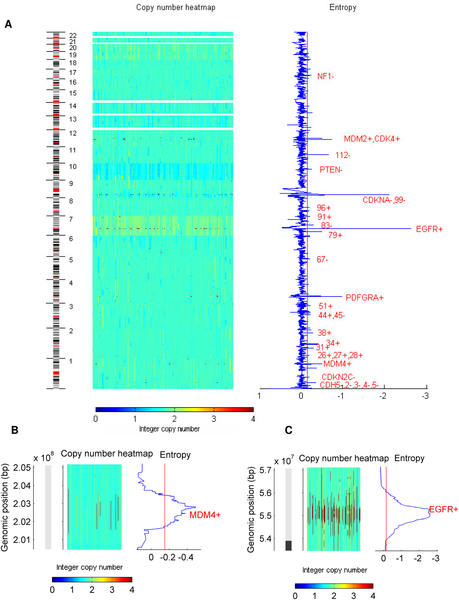 Copy number heatmap Entropy
A
22
21
20
19
18
17
16
15
14
13
12
11
10
9
8
7
6
5
4
3
2
1
NF1-
MDM2+,CDK4+
112-
PTEN-
CDKNA-,99-
96+
91+
83-
EGFR+
79+
67-
PDFGRA+
51+
44+,45-
38+
34+
31+
26+,27+,28+
MDM4+
CDKN2C-
CDH5,-2-,3-,4-,5-
1 0 -1 -2 -3
0 1 2 3 4
Integer copy number
B
× 10⁸ Copy number heatmap Entropy
Genomic position (bp)
2.05
2.04
2.03
2.02
2.01
MDM4+
0 -0.2 -0.4
Integer copy number
0 1 2 3 4
C
× 10⁷ Copy number heatmap Entropy
Genomic position (bp)
5.7
5.6
5.5
5.4
EGFR+
0 -1 -2 -3
Integer copy number
0 1 2 3 4